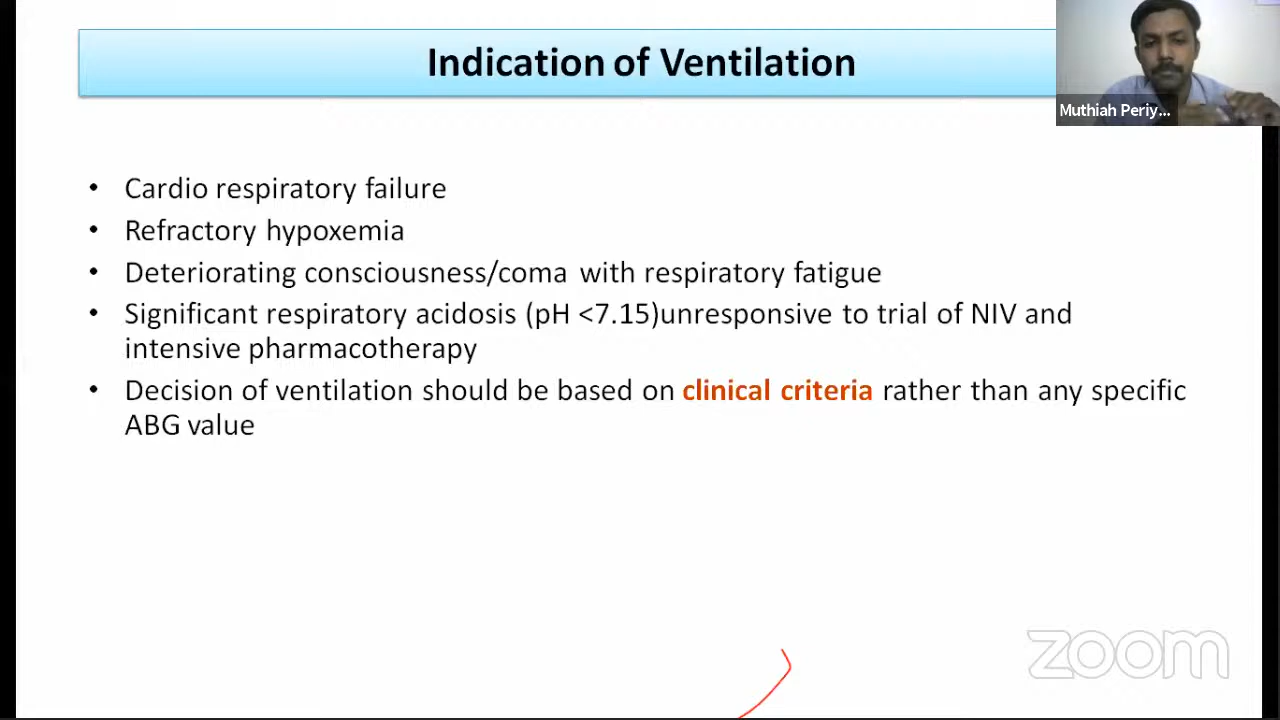 Indication of Ventilation
Muthiah Periy...
• Cardio respiratory failure
• Refractory hypoxemia
• Deteriorating consciousness/coma with respiratory fatigue
• Significant respiratory acidosis (pH <7.15)unresponsive to trial of NIV and
intensive pharmacotherapy
• Decision of ventilation should be based on clinical criteria rather than any specific
ABG value
zoom